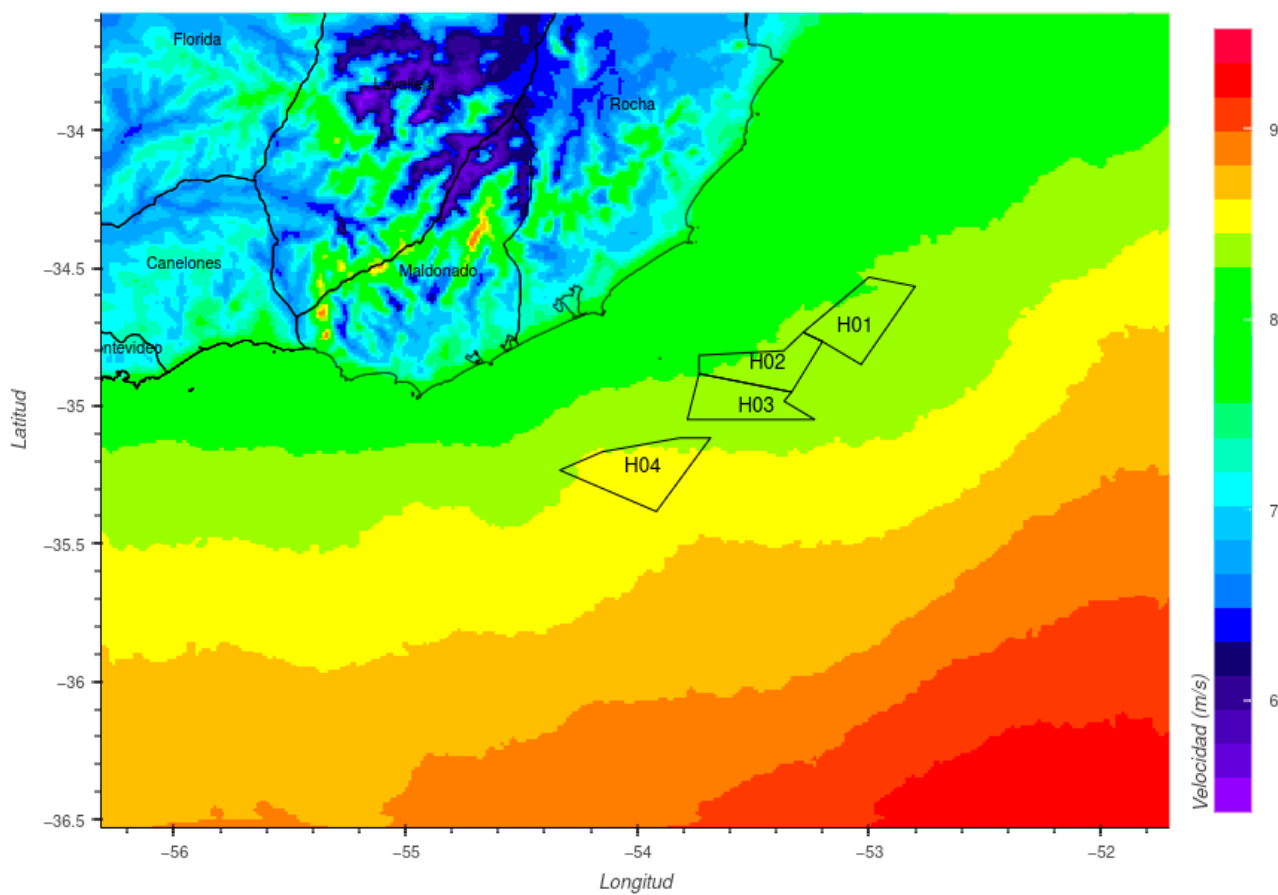 Florida
Lavalleja
Rocha
9
−34
Canelones
Maldonado
−34.5
H01
8
ntevideo
H02
H03
−35
Latitud
H04
7
−35.5
−36
Velocidad (m/s)
6
−36.5
−56
−55
−54
−53
−52
Longitud